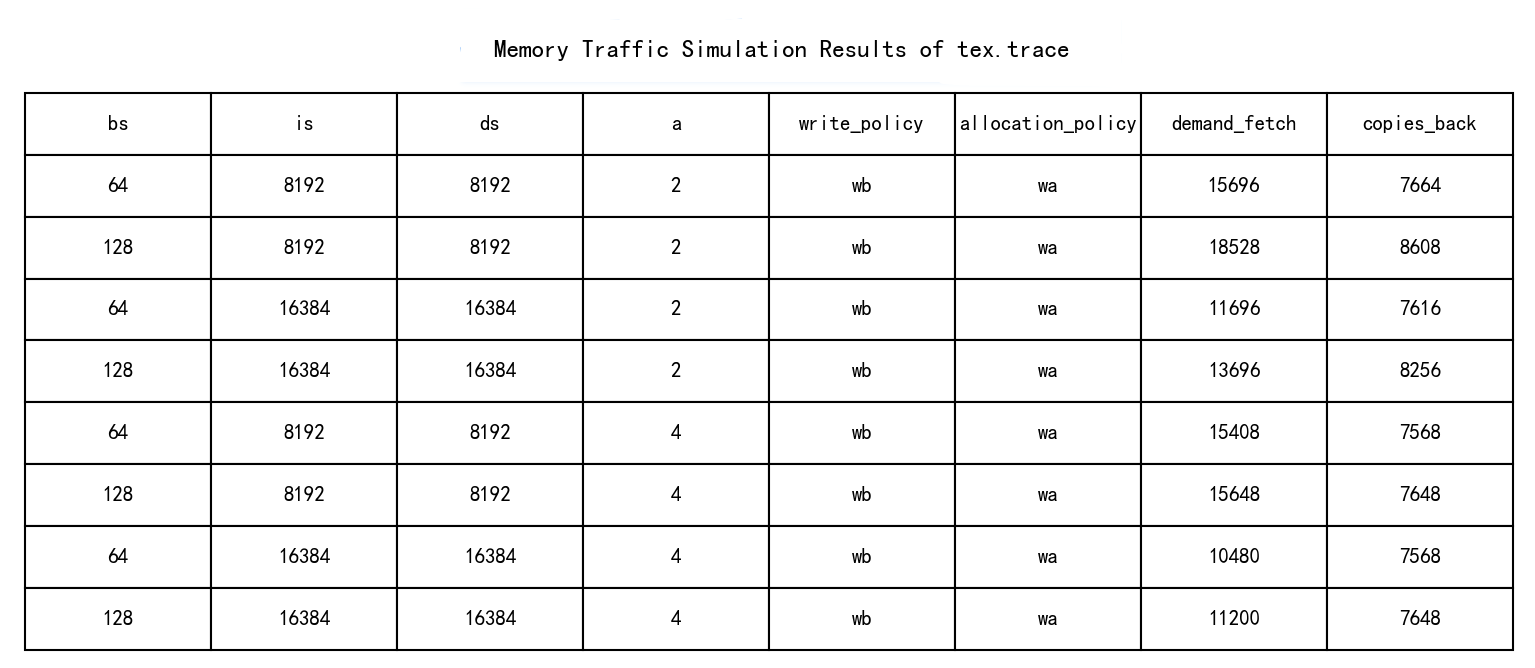 Memory Traffic Simulation Results of tex.trace
bs is ds a write_policy allocation_policy demand_fetch copies_back
64 8192 8192 2 wb wa 15696 7664
128 8192 8192 2 wb wa 18528 8608
64 16384 16384 2 wb wa 11696 7616
128 16384 16384 2 wb wa 13696 8256
64 8192 8192 4 wb wa 15408 7568
128 8192 8192 4 wb wa 15648 7648
64 16384 16384 4 wb wa 10480 7568
128 16384 16384 4 wb wa 11200 7648